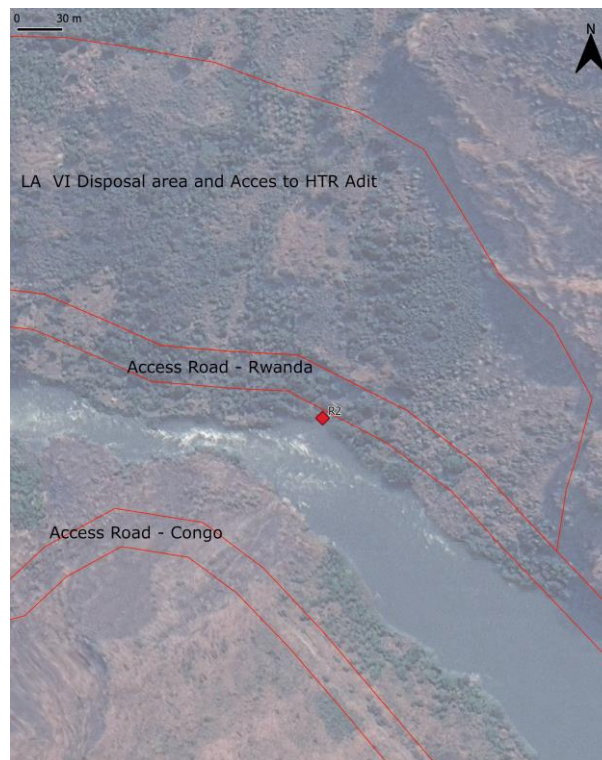 0 30 m
N
LA VI Disposal area and Acces to HTR Adit
Access Road - Rwanda
R2
Access Road - Congo